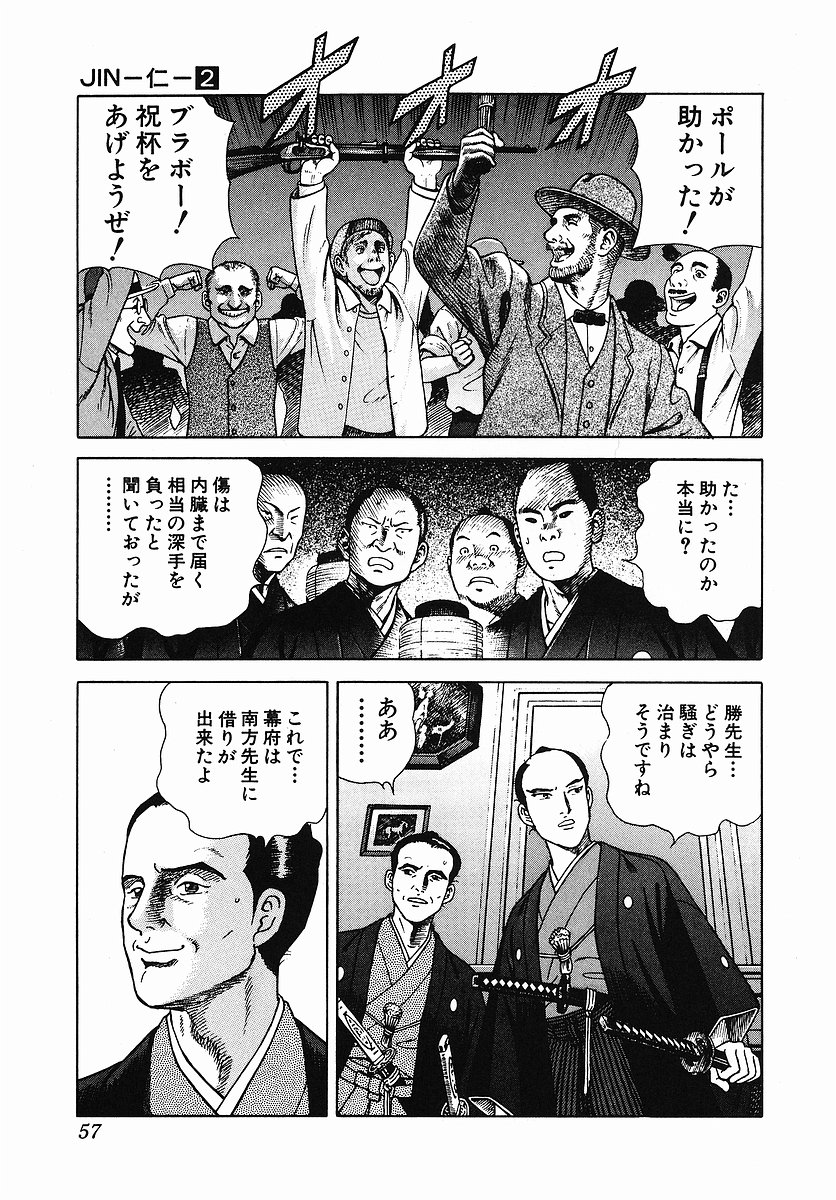 JIN－仁－2
オオオ
ポールが
助かった！
ブラボー！
祝杯を
あげようぜ！
た…
助かったのか
本当に？
傷は
内臓まで届く
相当の深手を
負ったと
聞いておったが
………
勝先生…
どうやら
騒ぎは
治まり
そうですね
ああ
………
これで…
幕府は
南方先生に
借りが
出来たよ
57